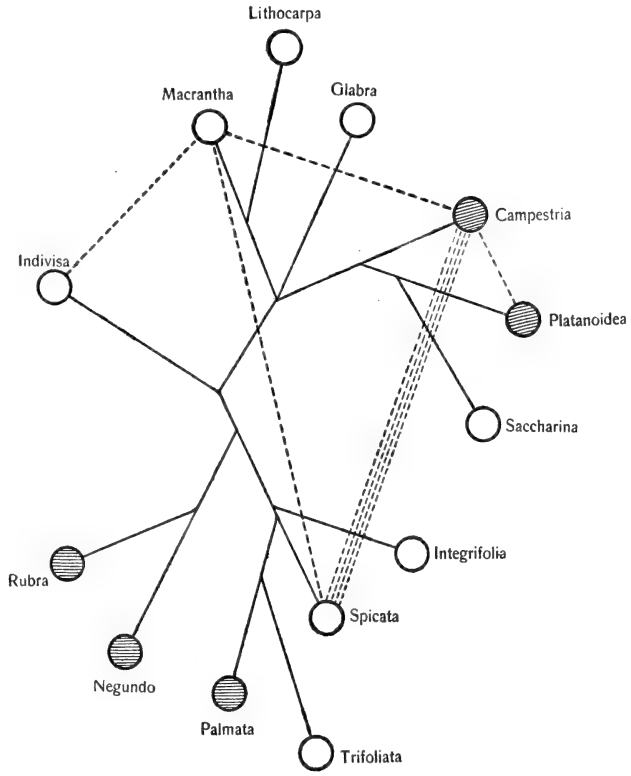 Lithocarpa
Macrantha
Glabra
Campestria
Indivisa
Platanoidea
Saccharina
Integrifolia
Rubra
Spicata
Negundo
Palmata
Trifoliata